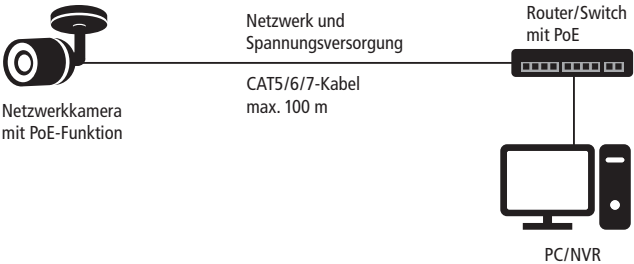 Netzwerk und
Spannungsversorgung
Router/Switch
mit PoE
CAT5/6/7-Kabel
max. 100 m
Netzwerkkamera
mit PoE-Funktion
PC/NVR